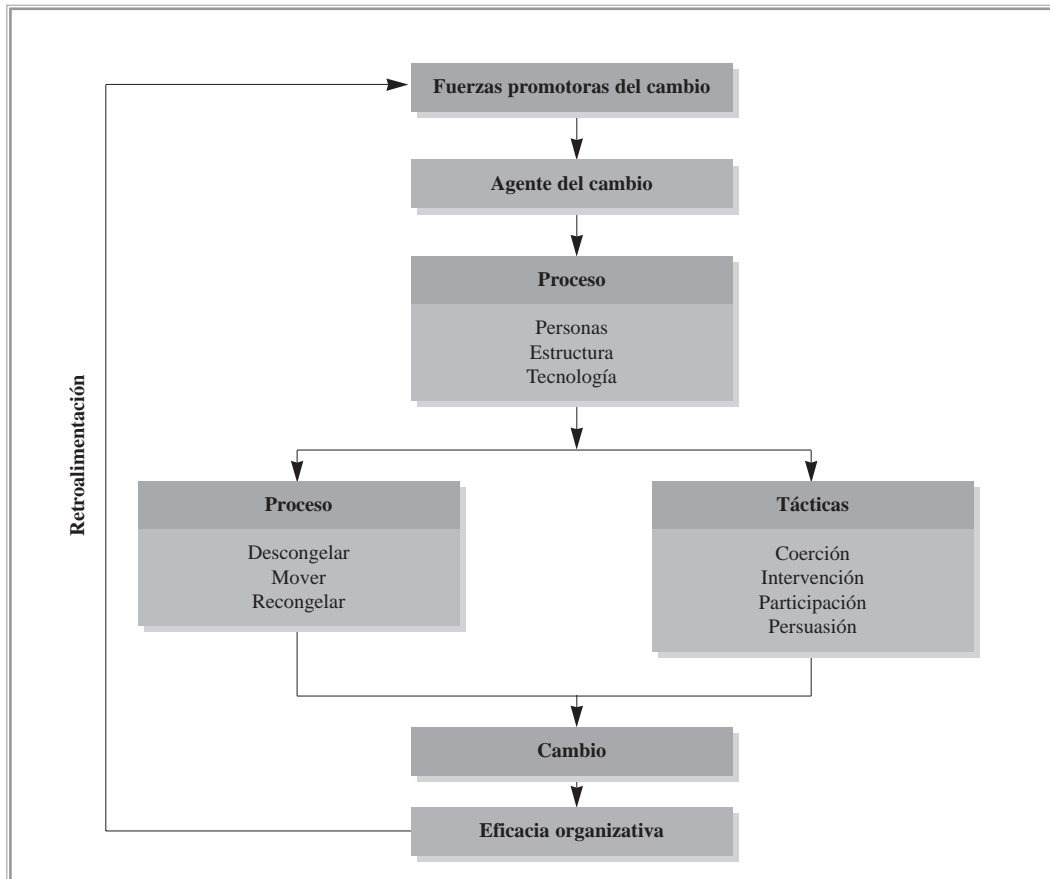 Fuerzas promotoras del cambio
Agente del cambio
Proceso
Personas
Estructura
Tecnología
Retroalimentación
Proceso
Descongelar
Mover
Recongelar
Tácticas
Coerción
Intervención
Participación
Persuasión
Cambio
Eficacia organizativa